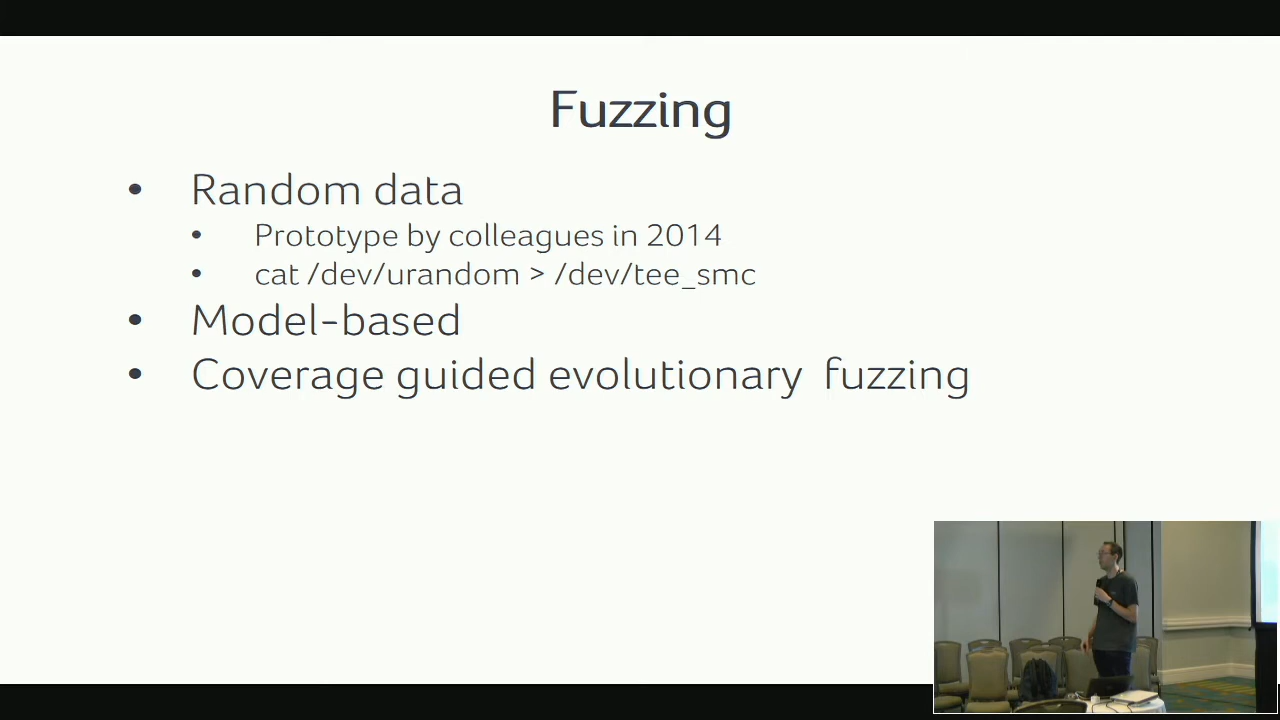 Fuzzing
• Random data
• Prototype by colleagues in 2014
• cat /dev/urandom > /dev/tee_smc
• Model-based
• Coverage guided evolutionary fuzzing